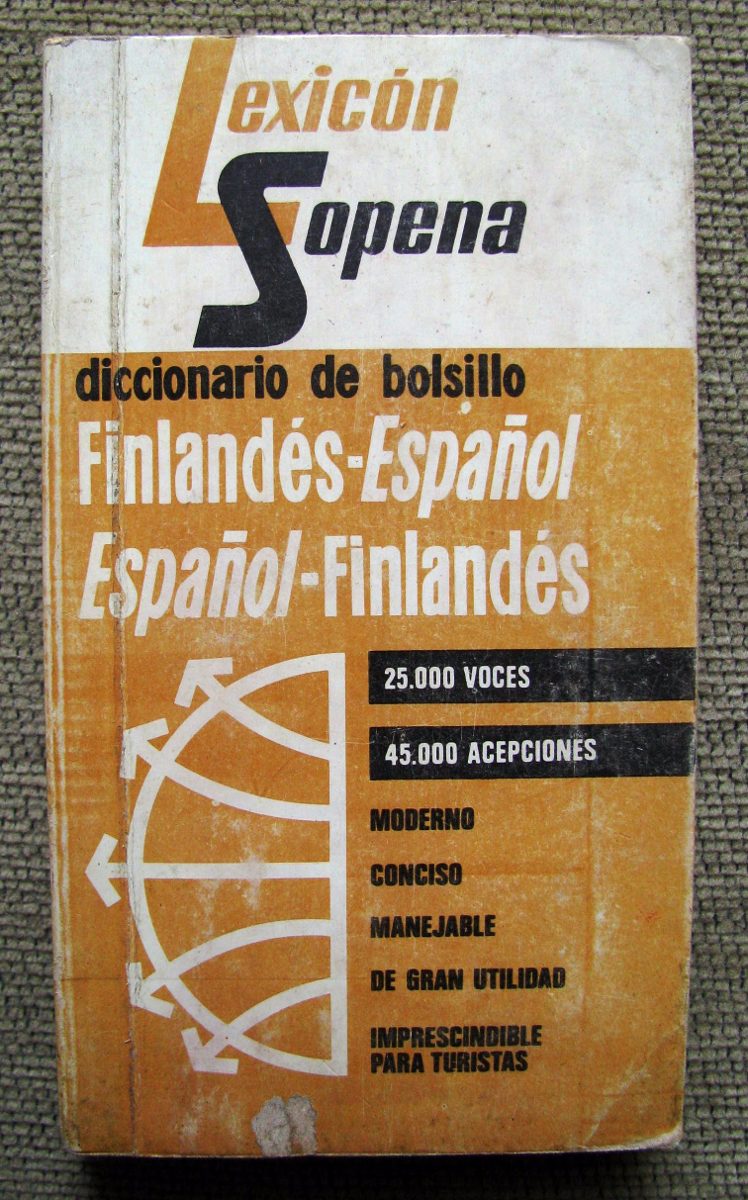 Lexicón
Sopena
diccionario de bolsillo
Finlandés-Español
Español-Finlandés
25.000 VOCES
45.000 ACEPCIONES
MODERNO
CONCISO
MANEJABLE
DE GRAN UTILIDAD
IMPRESCINDIBLE
PARA TURISTAS